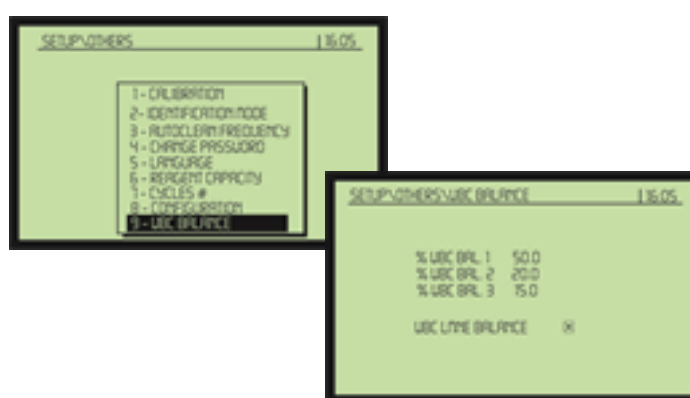 SETUP\OTHERS | 16:05
1 - CALIBRATION
2 - IDENTIFICATION MODE
3 - AUTOCLEAN FREQUENCY
4 - CHANGE PASSWORD
5 - LANGUAGE
6 - REAGENT CAPACITY
7 - CYCLES #
8 - CONFIGURATION
9 - WBC BALANCE
SETUP\OTHERS\WBC BALANCE | 16:05
% WBC BAL. 1 50.0
% WBC BAL. 2 20.0
% WBC BAL. 3 15.0
WBC LMNE BALANCE